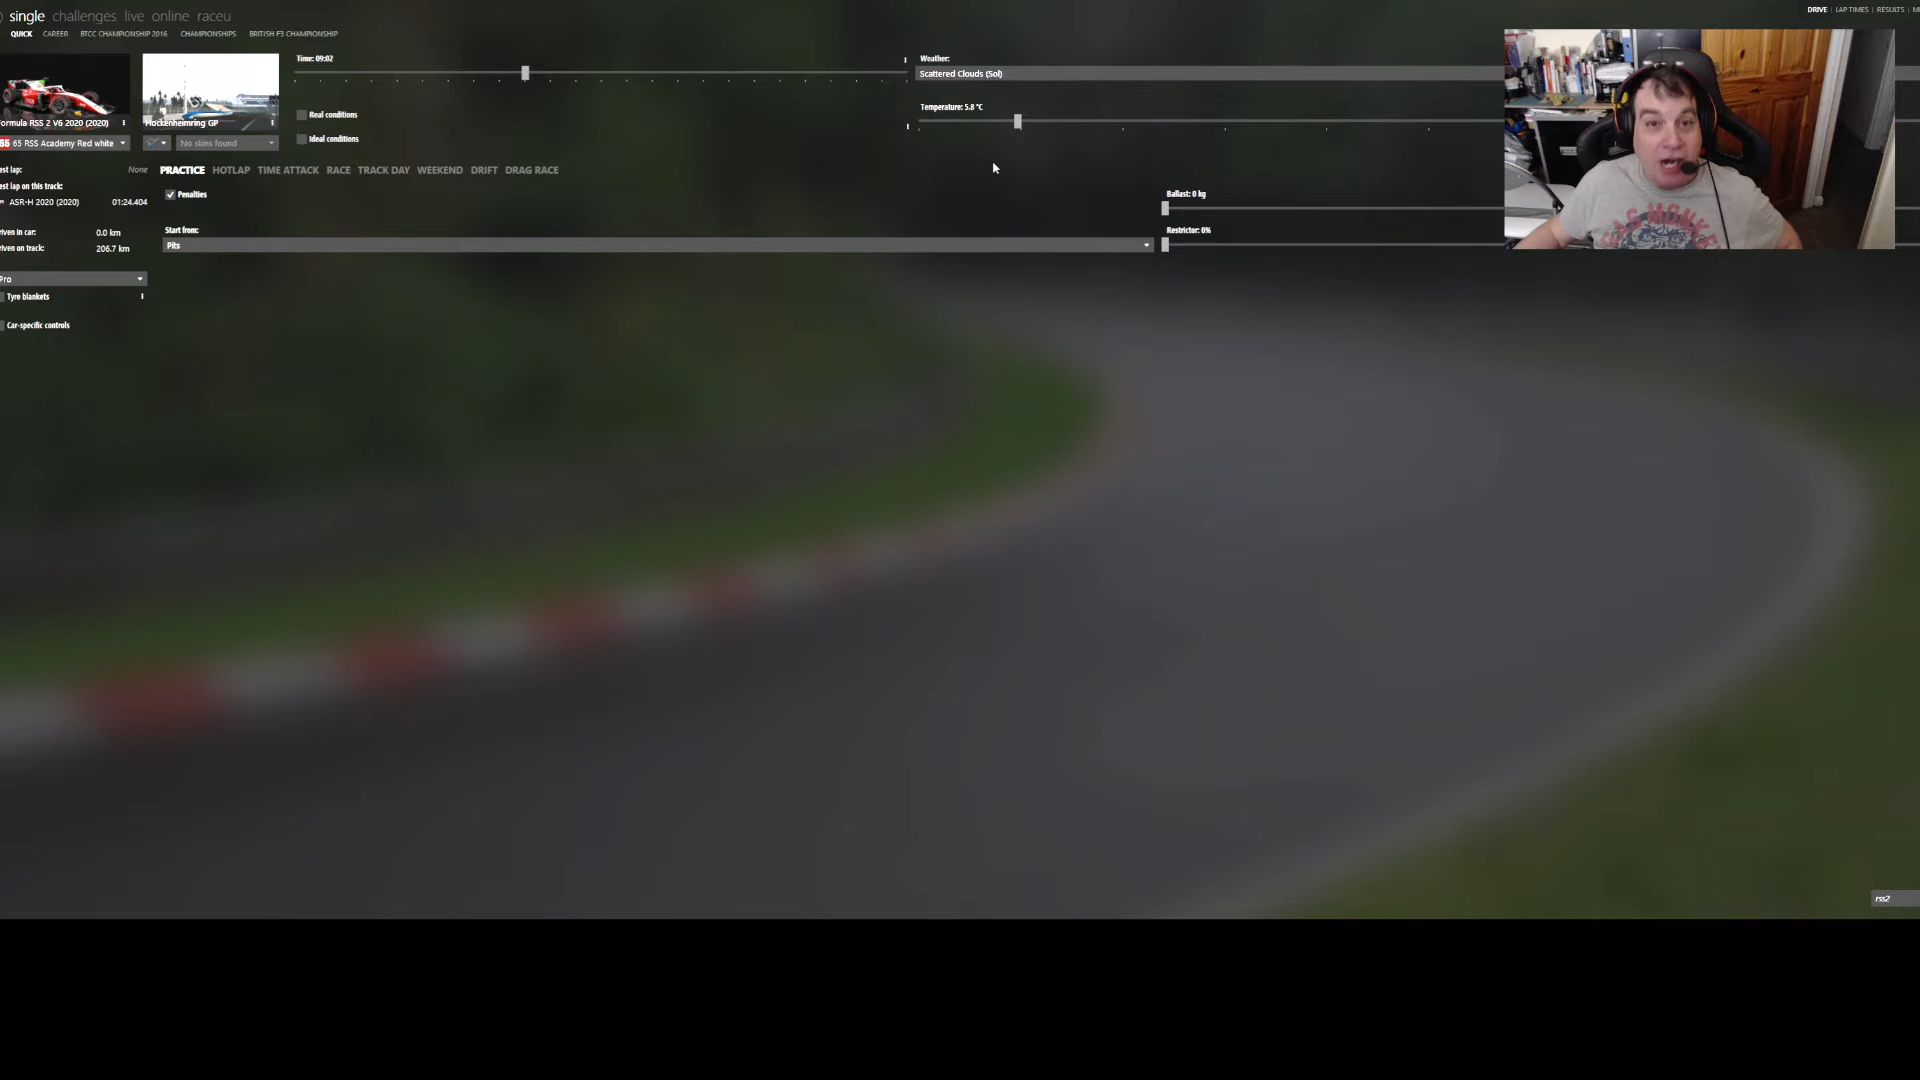 single challenges live online raceu
DRIVE | LAP TIMES | RESULTS |
QUICK CAREER BTCC CHAMPIONSHIP 2016 CHAMPIONSHIPS BRITISH F3 CHAMPIONSHIP
Time: 09:02
Weather:
Scattered Clouds (Sol)
Temperature: 5.8 °C
Real conditions
Ideal conditions
ormula RSS 2 V6 2020 (2020)
Hockenheimring GP
65 65 RSS Academy Red white
No skins found
est lap: None
est lap on this track:
ASR-H 2020 (2020) 01:24.404
riven in car: 0.0 km
riven on track: 206.7 km
PRACTICE HOTLAP TIME ATTACK RACE TRACK DAY WEEKEND DRIFT DRAG RACE
Penalties
Start from:
Pits
Ballast: 0 kg
Restrictor: 0%
Pro
Tyre blankets
Car-specific controls
rss2